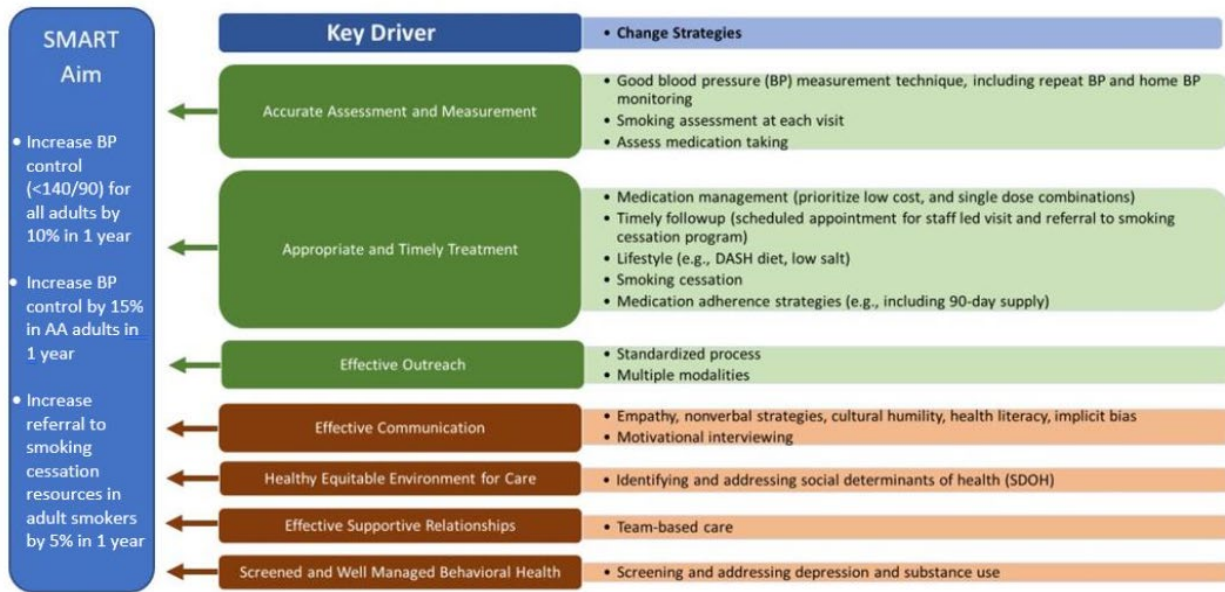 SMART
Aim
• Increase BP
control
(<140/90) for
all adults by
10% in 1 year
• Increase BP
control by 15%
in AA adults in
1 year
• Increase
referral to
smoking
cessation
resources in
adult smokers
by 5% in 1 year
Key Driver
• Change Strategies
Accurate Assessment and Measurement
• Good blood pressure (BP) measurement technique, including repeat BP and home BP
monitoring
• Smoking assessment at each visit
• Assess medication taking
Appropriate and Timely Treatment
• Medication management (prioritize low cost, and single dose combinations)
• Timely followup (scheduled appointment for staff led visit and referral to smoking
cessation program)
• Lifestyle (e.g., DASH diet, low salt)
• Smoking cessation
• Medication adherence strategies (e.g., including 90-day supply)
Effective Outreach
• Standardized process
• Multiple modalities
Effective Communication
• Empathy, nonverbal strategies, cultural humility, health literacy, implicit bias
• Motivational interviewing
Healthy Equitable Environment for Care
• Identifying and addressing social determinants of health (SDOH)
Effective Supportive Relationships
• Team-based care
Screened and Well Managed Behavioral Health
• Screening and addressing depression and substance use